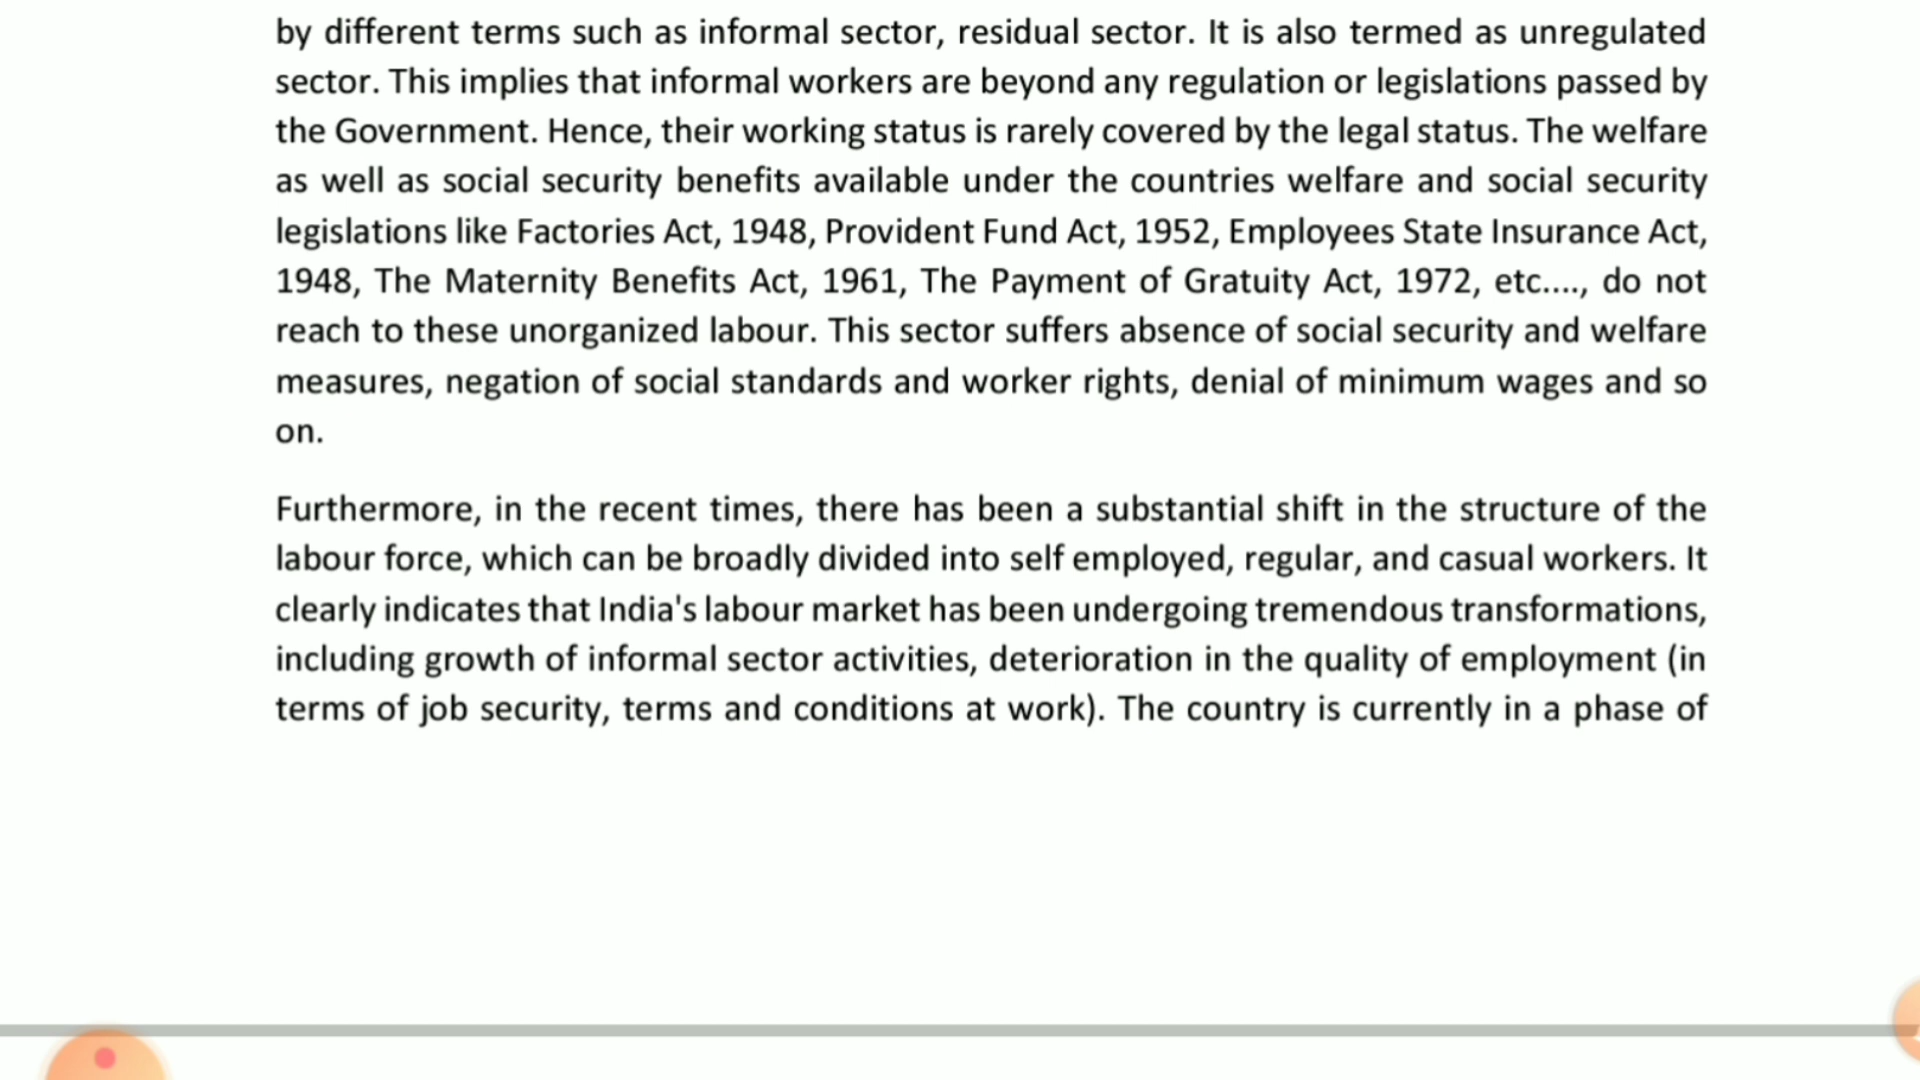 by different terms such as informal sector, residual sector. It is also termed as unregulated
sector. This implies that informal workers are beyond any regulation or legislations passed by
the Government. Hence, their working status is rarely covered by the legal status. The welfare
as well as social security benefits available under the countries welfare and social security
legislations like Factories Act, 1948, Provident Fund Act, 1952, Employees State Insurance Act,
1948, The Maternity Benefits Act, 1961, The Payment of Gratuity Act, 1972, etc...., do not
reach to these unorganized labour. This sector suffers absence of social security and welfare
measures, negation of social standards and worker rights, denial of minimum wages and so
on.
Furthermore, in the recent times, there has been a substantial shift in the structure of the
labour force, which can be broadly divided into self employed, regular, and casual workers. It
clearly indicates that India's labour market has been undergoing tremendous transformations,
including growth of informal sector activities, deterioration in the quality of employment (in
terms of job security, terms and conditions at work). The country is currently in a phase of